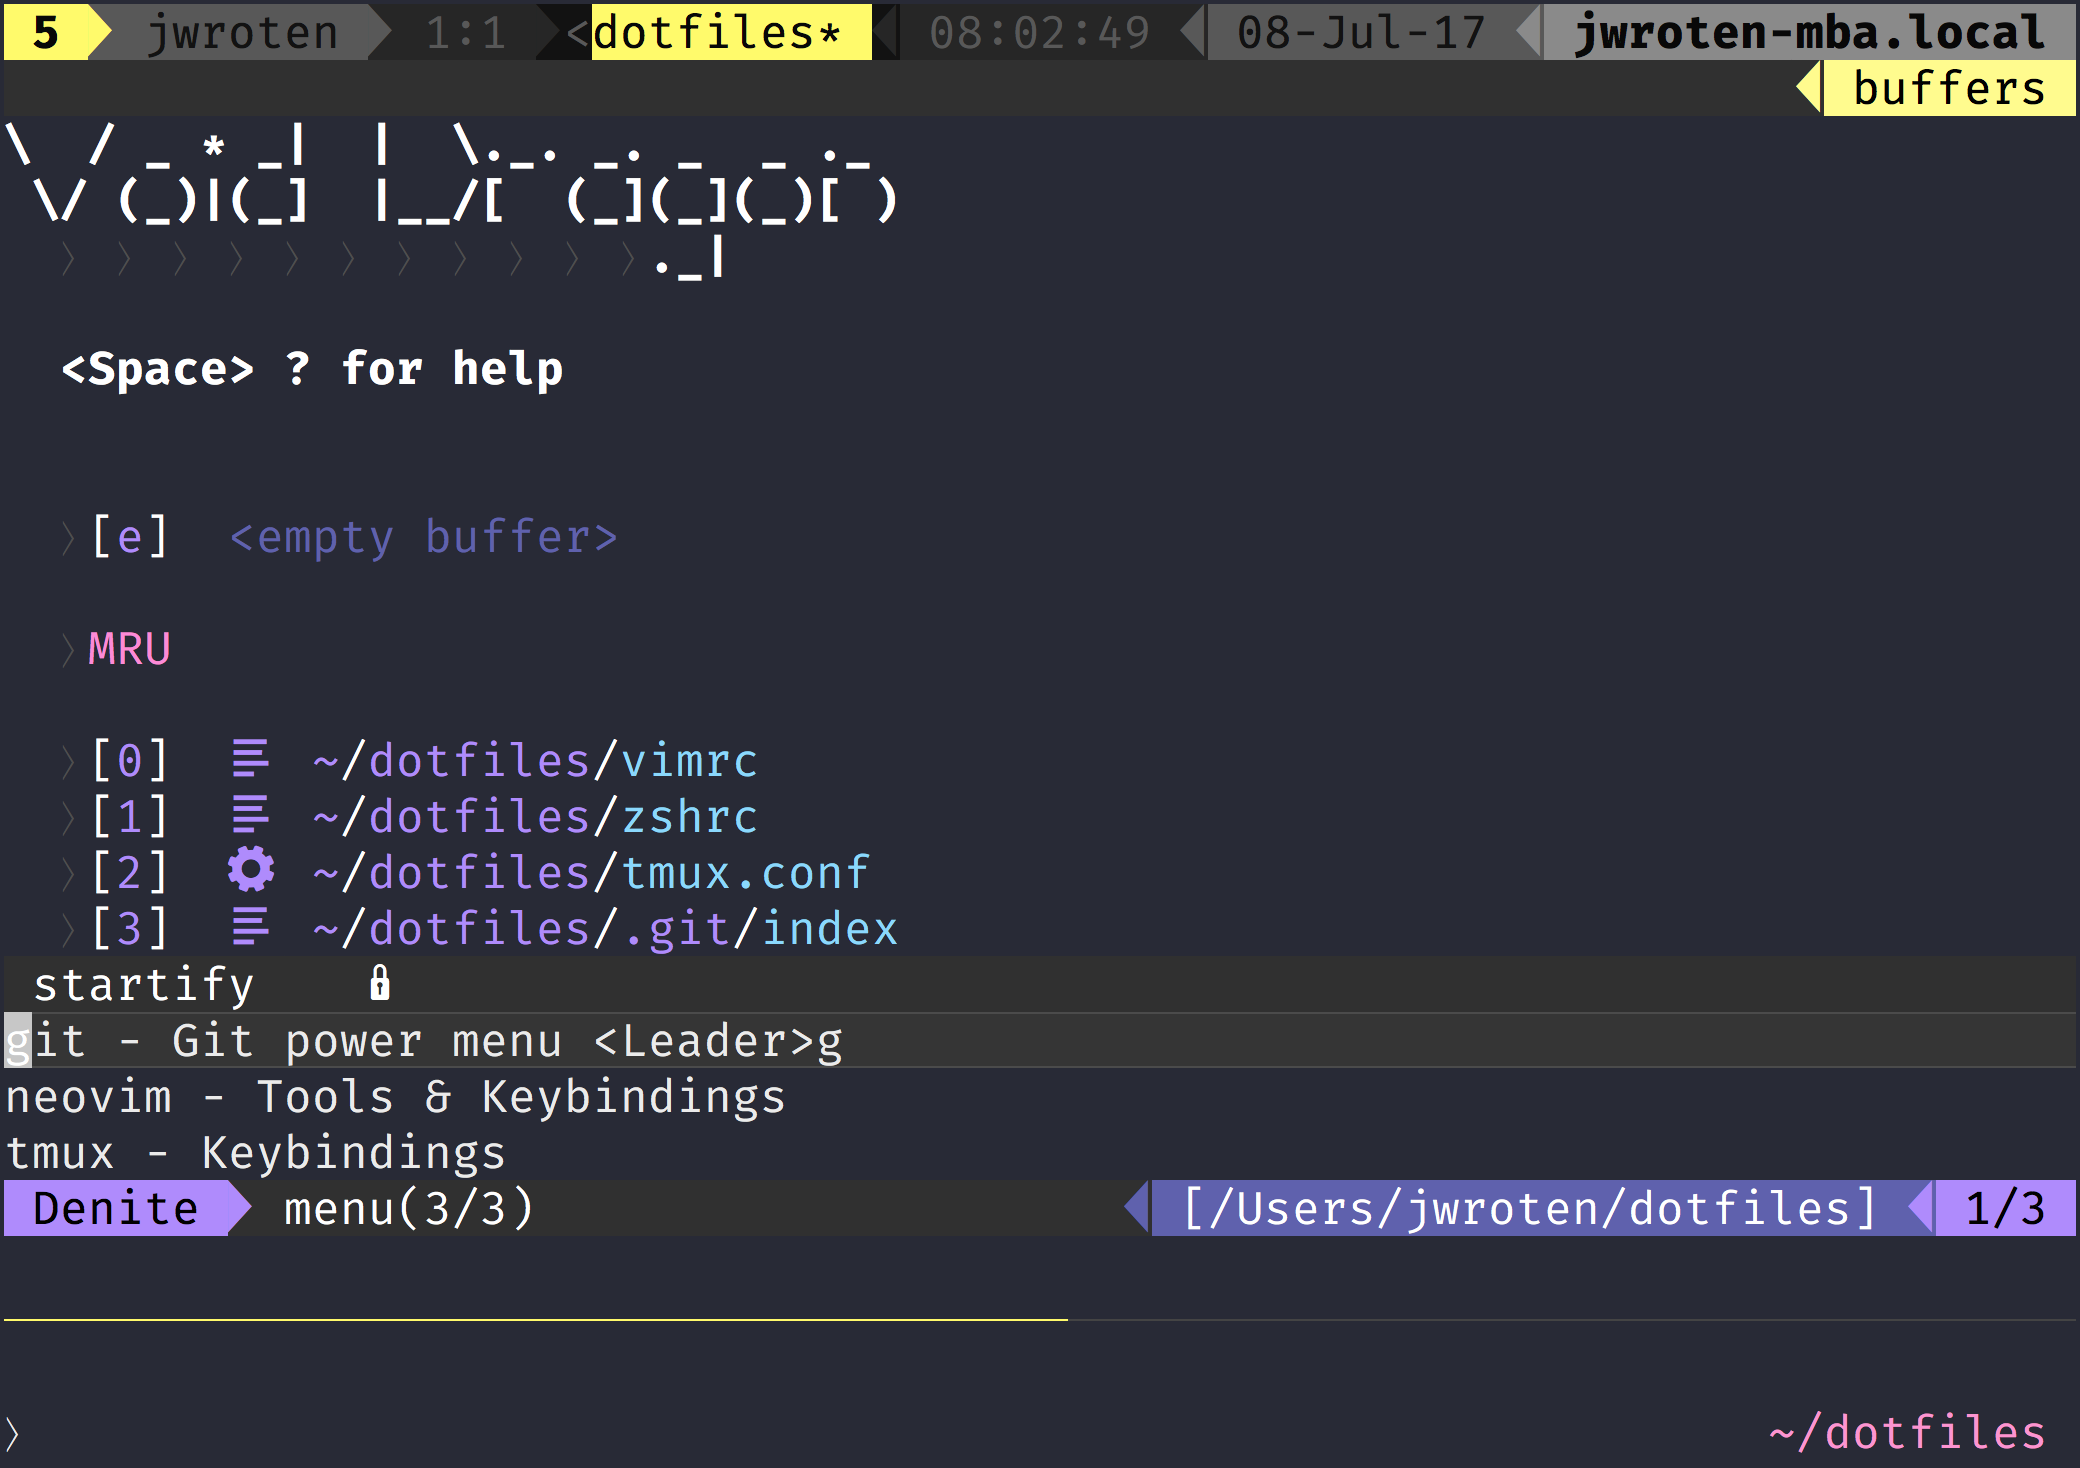 5 jwroten 1:1 <dotfiles* 08:02:49 08-Jul-17 jwroten-mba.local
buffers
\  / _ * _|  |  \._. _. _  _ ._
 \/ (_)|(_]  |__/[  (_](_](_)[ )
  〉 〉 〉 〉 〉 〉 〉 〉 〉 〉 〉._|
<Space> ? for help
〉[e]  <empty buffer>
〉MRU
〉[0]  ~/dotfiles/vimrc
〉[1]  ~/dotfiles/zshrc
〉[2]  ~/dotfiles/tmux.conf
〉[3]  ~/dotfiles/.git/index
startify
git - Git power menu <Leader>g
neovim - Tools & Keybindings
tmux - Keybindings
Denite menu(3/3) [/Users/jwroten/dotfiles] 1/3
〉 ~/dotfiles